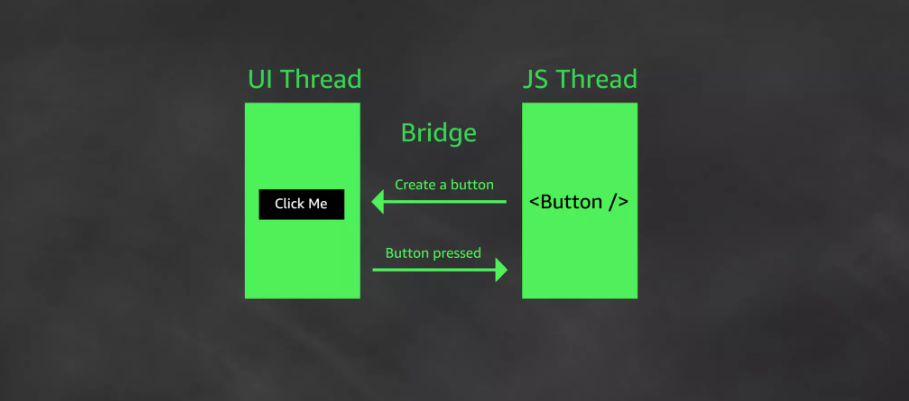 UI Thread
JS Thread
Bridge
Create a button
Click Me
<Button />
Button pressed